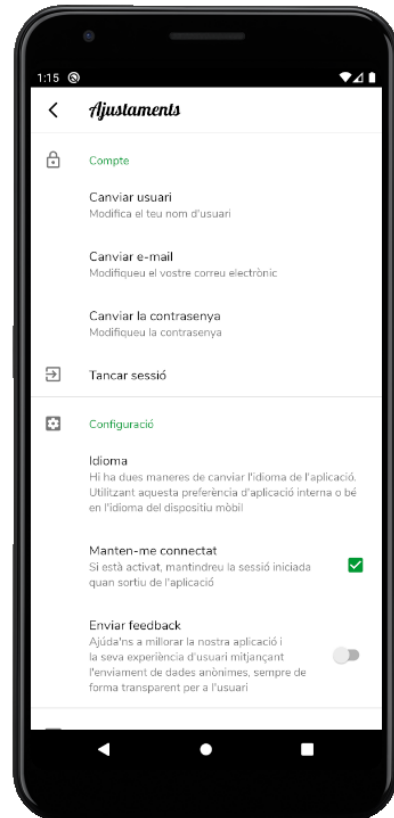 1:15
Ajustaments
Compte
Canviar usuari
Modifica el teu nom d'usuari
Canviar e-mail
Modifiqueu el vostre correu electrònic
Canviar la contrasenya
Modifiqueu la contrasenya
Tancar sessió
Configuració
Idioma
Hi ha dues maneres de canviar l'idioma de l'aplicació.
Utilitzant aquesta preferència d'aplicació interna o bé
en l'idioma del dispositiu mòbil
Manten-me connectat
Si està activat, mantindreu la sessió iniciada
quan sortiu de l'aplicació
Enviar feedback
Ajúda'ns a millorar la nostra aplicació i
la seva experiència d'usuari mitjançant
l'enviament de dades anònimes, sempre de
forma transparent per a l'usuari